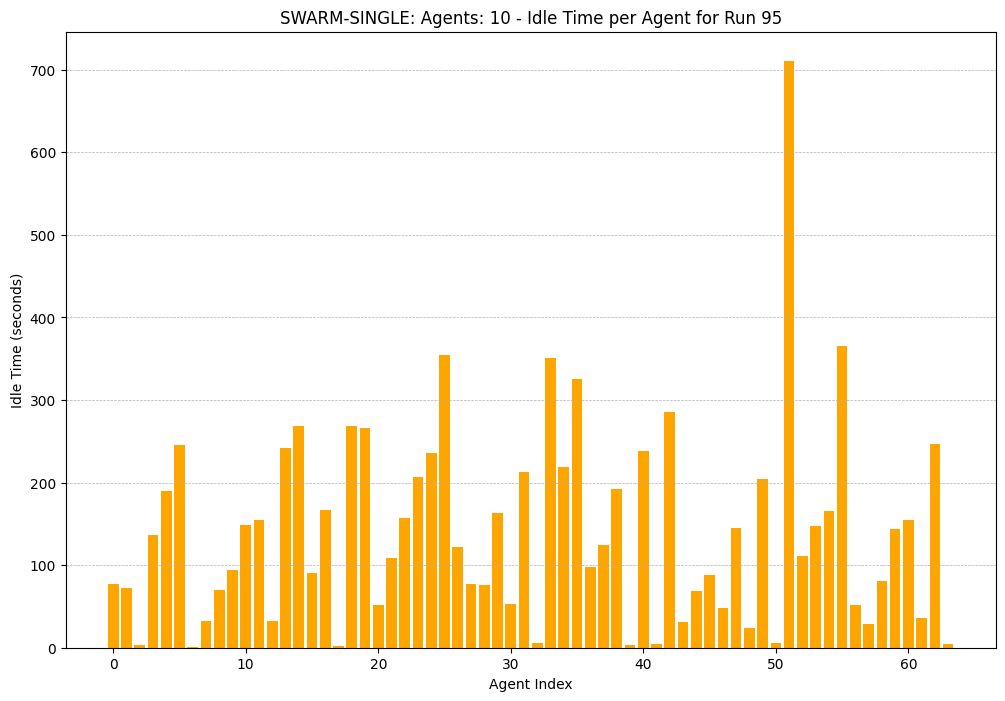 SWARM-SINGLE: Agents: 10 - Idle Time per Agent for Run 95
Idle Time (seconds)
700
600
500
400
300
200
100
0
0 10 20 30 40 50 60
Agent Index